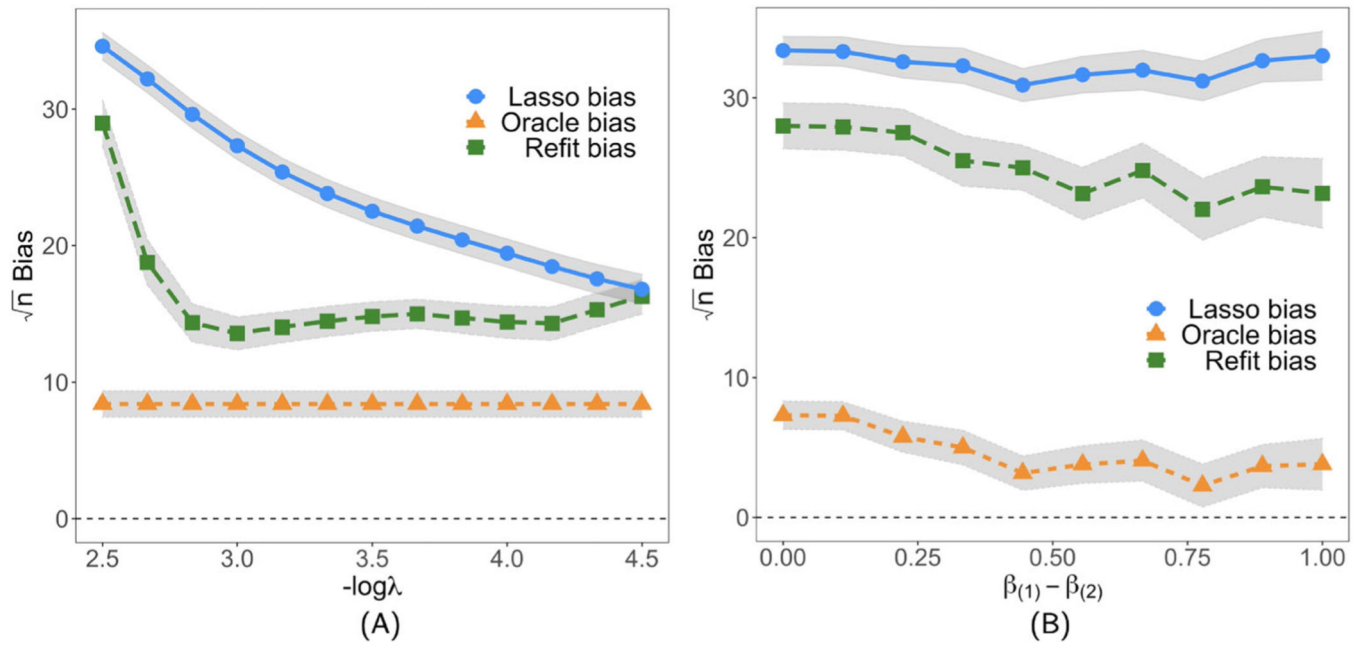 √n Bias
30
20
10
0
Lasso bias
Oracle bias
Refit bias
2.5 3.0 3.5 4.0 4.5
-logλ
(A)
√n Bias
30
20
10
0
Lasso bias
Oracle bias
Refit bias
0.00 0.25 0.50 0.75 1.00
β(1) − β(2)
(B)